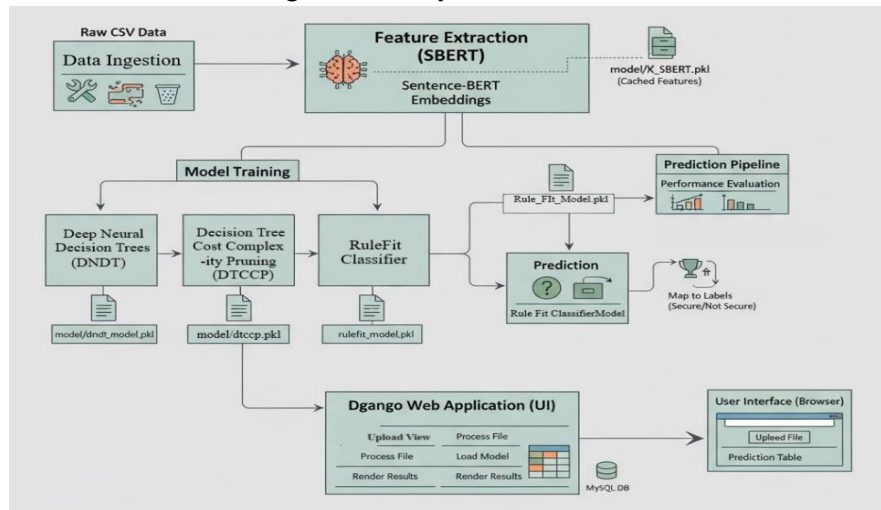 Raw CSV Data
Data Ingestion
Feature Extraction
(SBERT)
Sentence-BERT
Embeddings
model/X_SBERT.pkl
(Cached Features)
Model Training
Deep Neural
Decision Trees
(DNDT)
Decision Tree
Cost Complex
-ity Pruning
(DTCCP)
RuleFit
Classifier
model/dndt_model,pkl
model/dtccp.pkl
rulefit_model,pkl
Rule_FIt_Model.pkl
Prediction Pipeline
Performance Evaluation
Prediction
?
Rule Fit ClassifierModel
Map to Labels
(Secure/Not Secure)
Dgango Web Application (UI)
Upload View Process File
Process File Load Model
Render Results Render Results
MySQL DB
User Interface (Browser)
Upleed File
Prediction Table